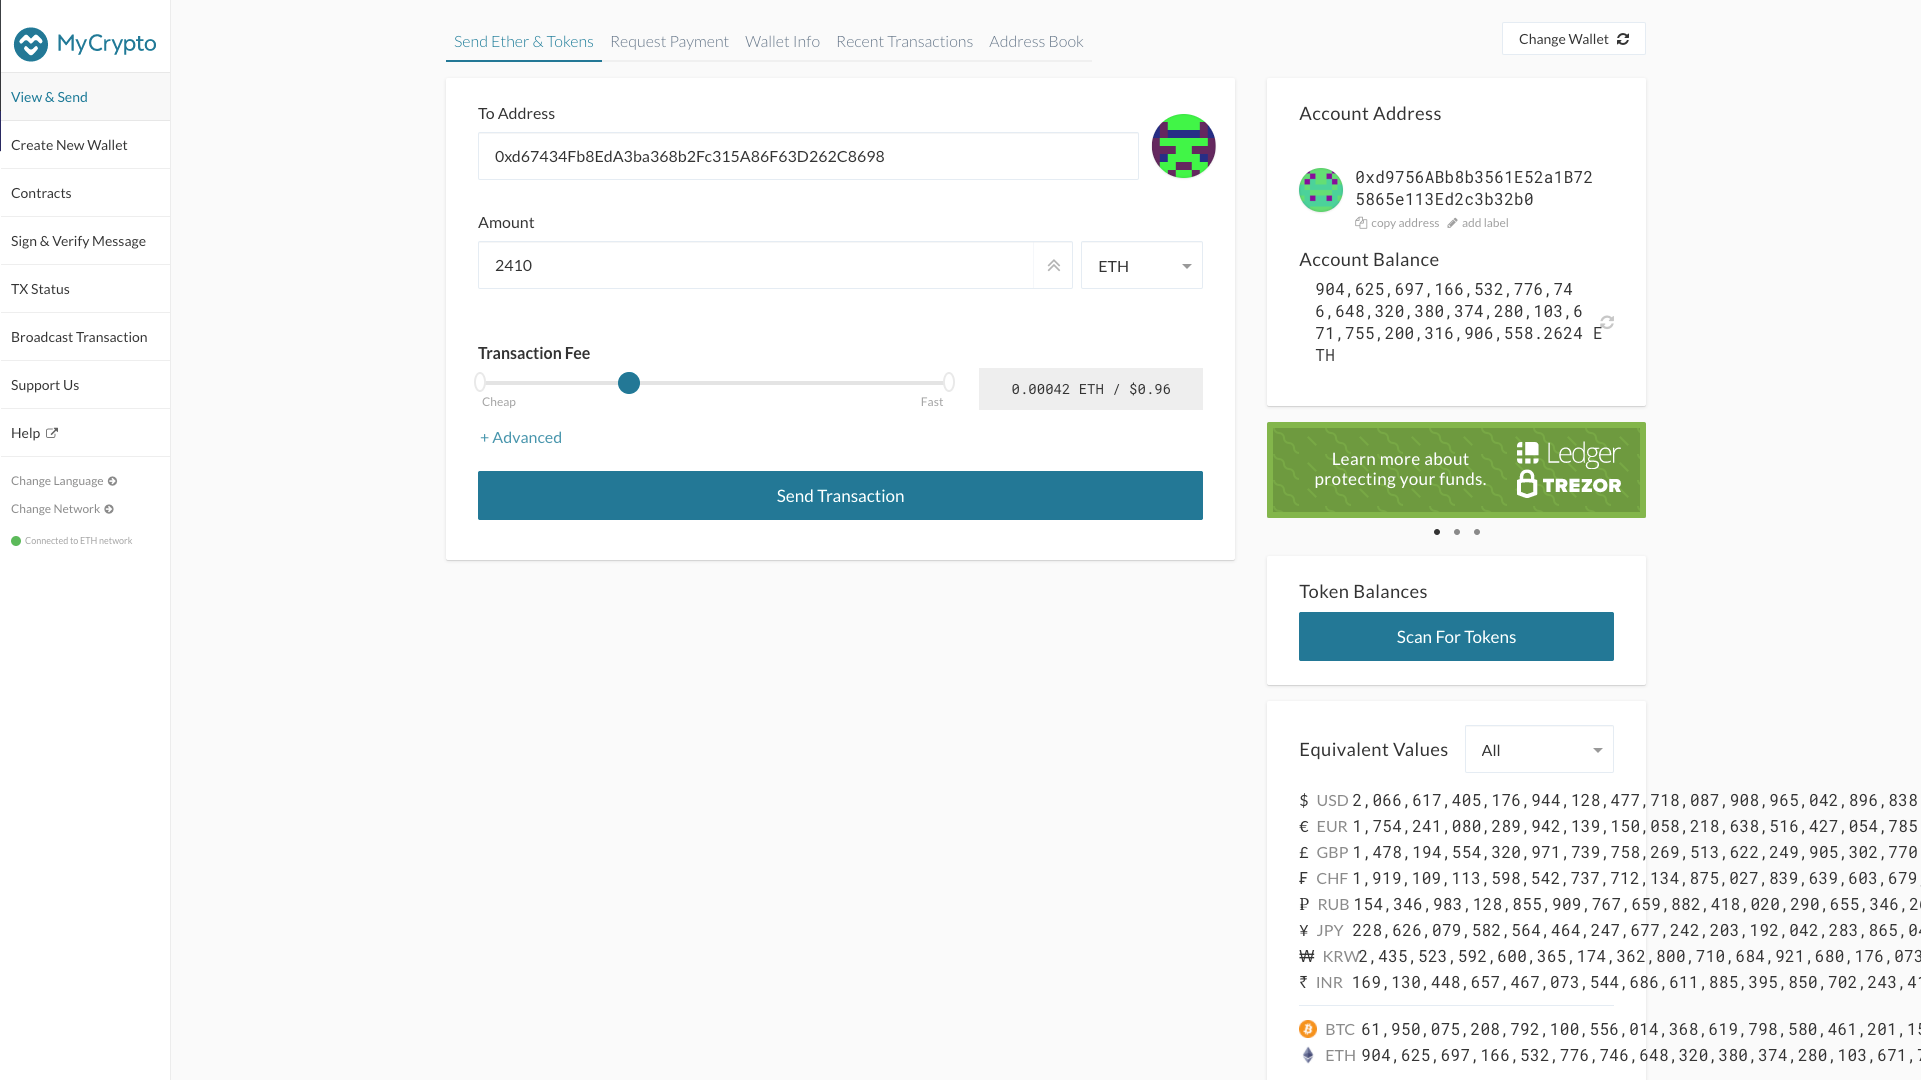 MyCrypto
View & Send
Create New Wallet
Contracts
Sign & Verify Message
TX Status
Broadcast Transaction
Support Us
Help
Change Language
Change Network
Connected to ETH network
Send Ether & Tokens
Request Payment
Wallet Info
Recent Transactions
Address Book
Change Wallet
To Address
0xd67434Fb8EdA3ba368b2Fc315A86F63D262C8698
Amount
2410
ETH
Transaction Fee
Cheap
Fast
0.00042 ETH / $0.96
+ Advanced
Send Transaction
Account Address
0xd9756ABb8b3561E52a1B72
5865e113Ed2c3b32b0
copy address
add label
Account Balance
904,625,697,166,532,776,74
6,648,320,380,374,280,103,6
71,755,200,316,906,558.2624 E
TH
Learn more about
protecting your funds.
Ledger
TREZOR
Token Balances
Scan For Tokens
Equivalent Values
All
$ USD 2,066,617,405,176,944,128,477,718,087,908,965,042,896,838
€ EUR 1,754,241,080,289,942,139,150,058,218,638,516,427,054,785
£ GBP 1,478,194,554,320,971,739,758,269,513,622,249,905,302,770
₣ CHF 1,919,109,113,598,542,737,712,134,875,027,839,639,603,679,
₽ RUB 154,346,983,128,855,909,767,659,882,418,020,290,655,346,2
¥ JPY 228,626,079,582,564,464,247,677,242,203,192,042,283,865,0
₩ KRW 2,435,523,592,600,365,174,362,800,710,684,921,680,176,073
₹ INR 169,130,448,657,467,073,544,686,611,885,395,850,702,243,4
BTC 61,950,075,208,792,100,556,014,368,619,798,580,461,201,1
ETH 904,625,697,166,532,776,746,648,320,380,374,280,103,671,